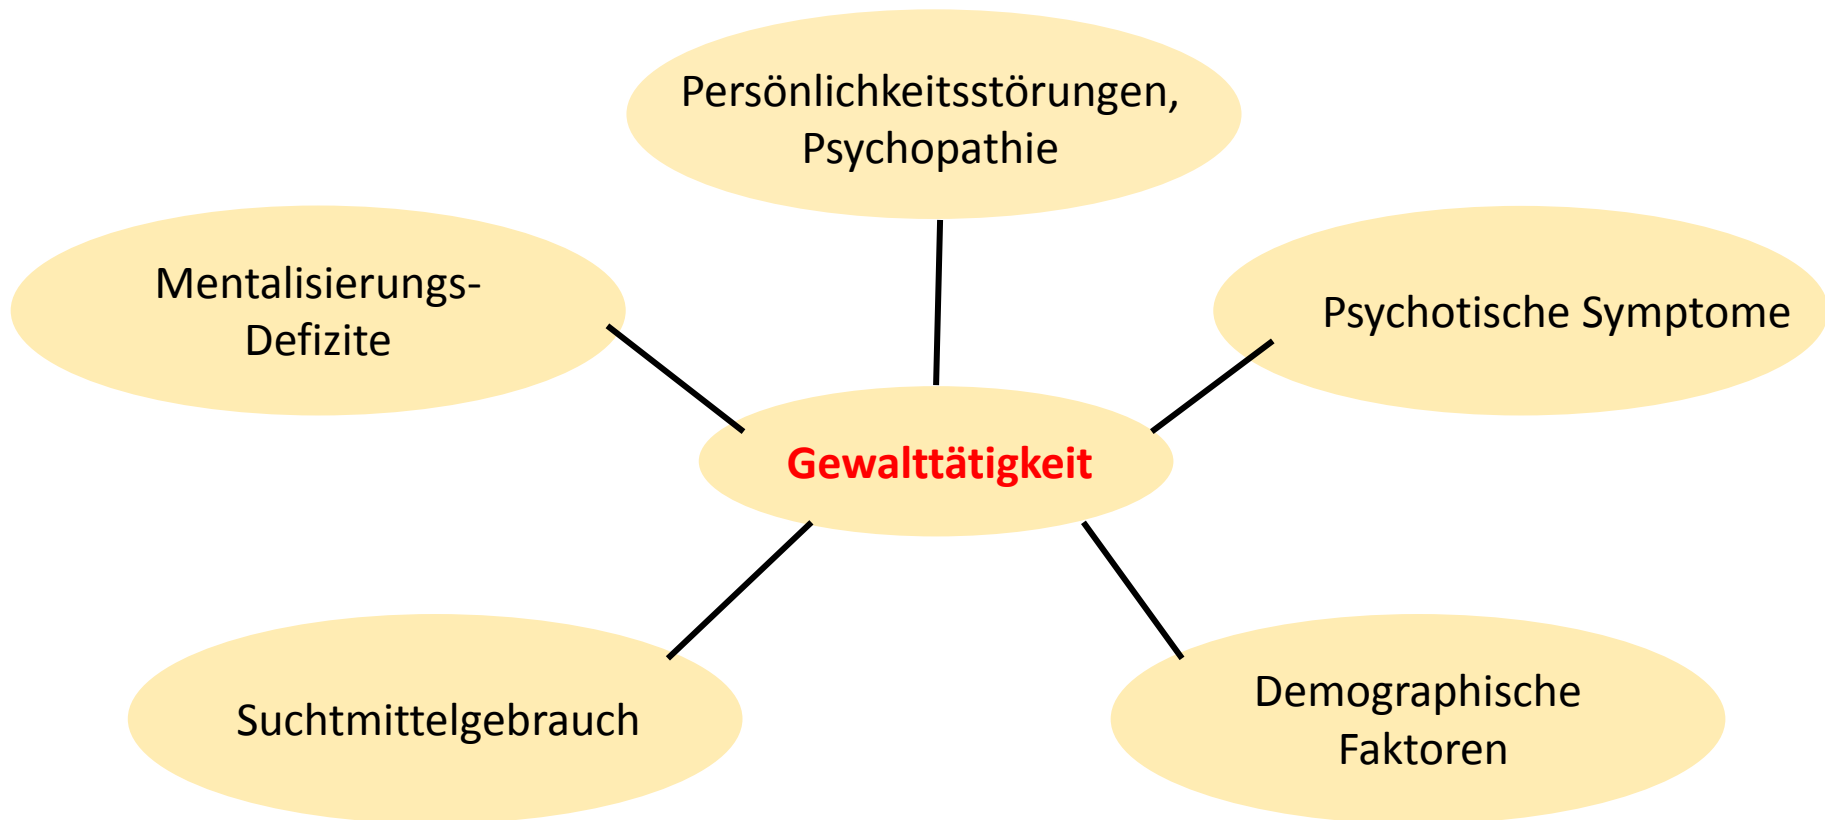 Persönlichkeitsstörungen,
Psychopathie
Mentalisierungs-
Defizite
Psychotische Symptome
Gewalttätigkeit
Suchtmittelgebrauch
Demographische
Faktoren